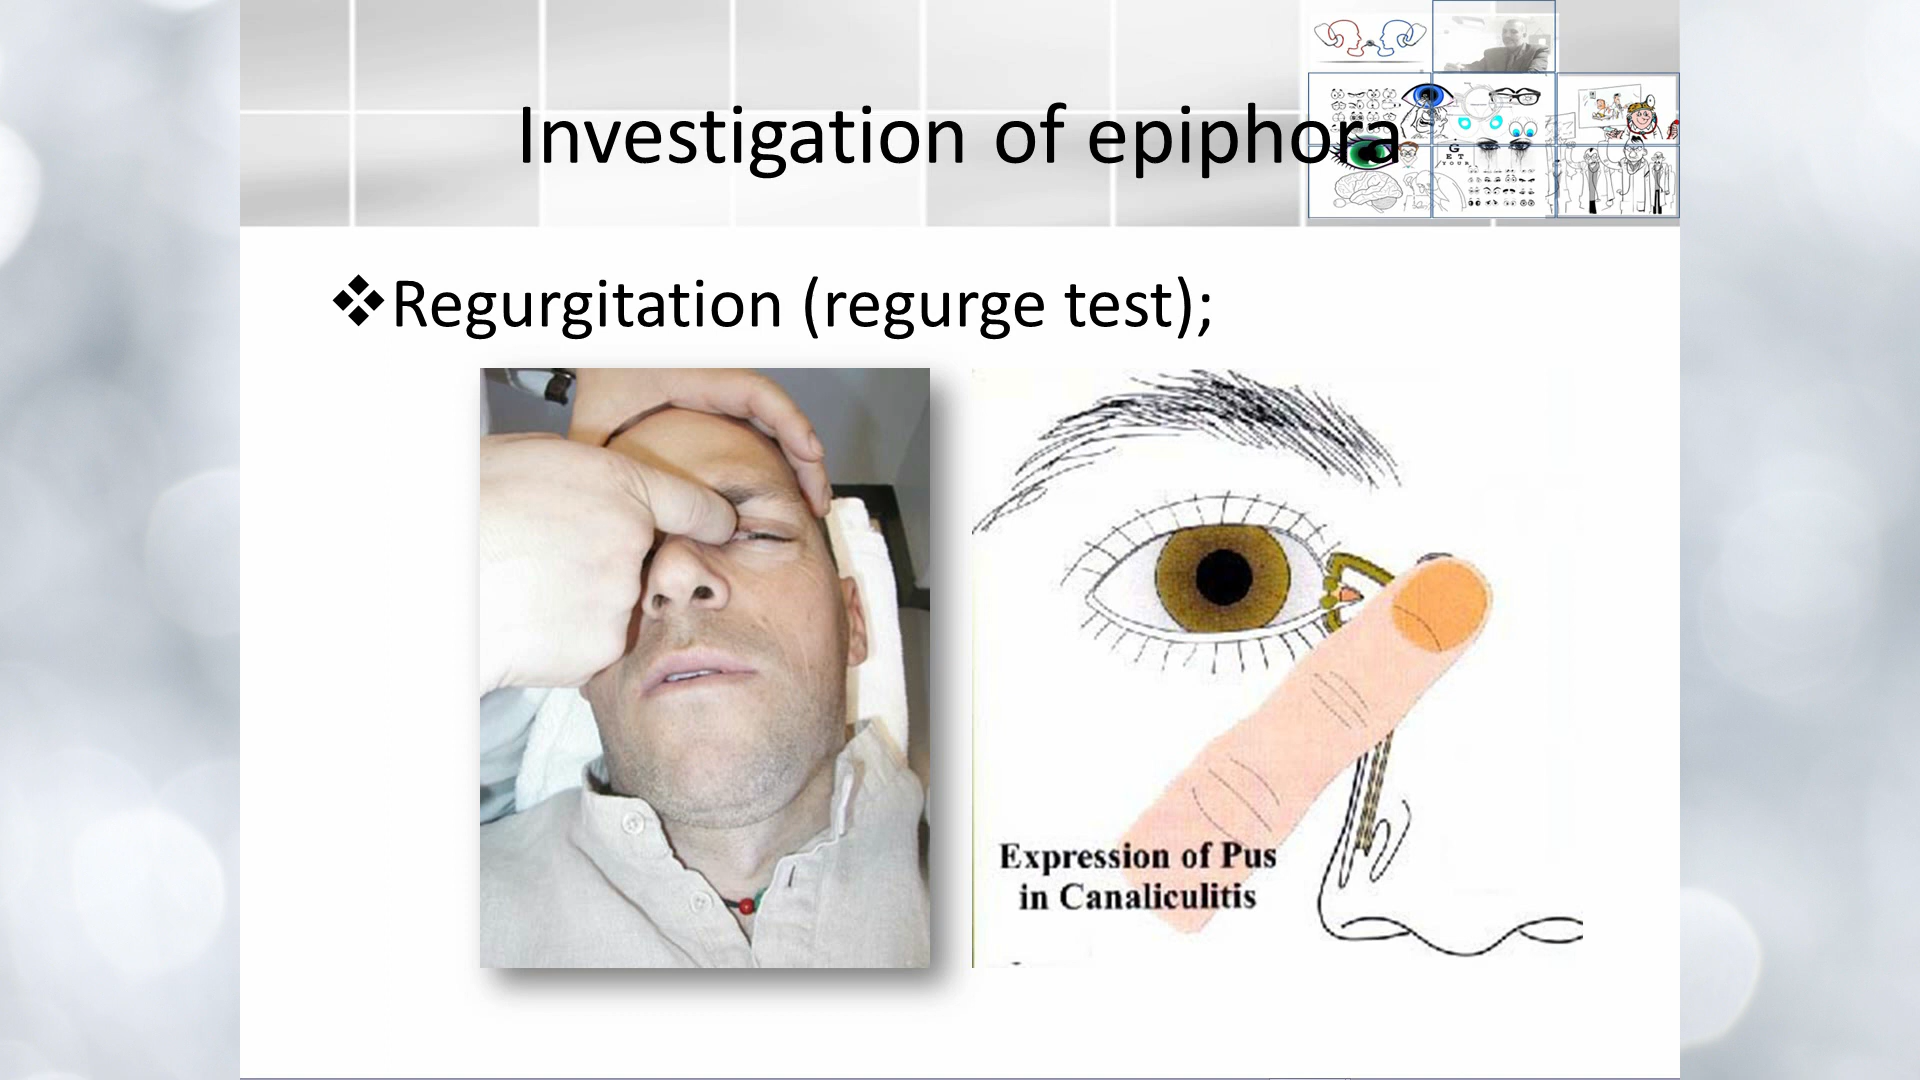 Investigation of epiphora
❖Regurgitation (regurge test);
G
E T
Y O U R
Expression of Pus
in Canaliculitis